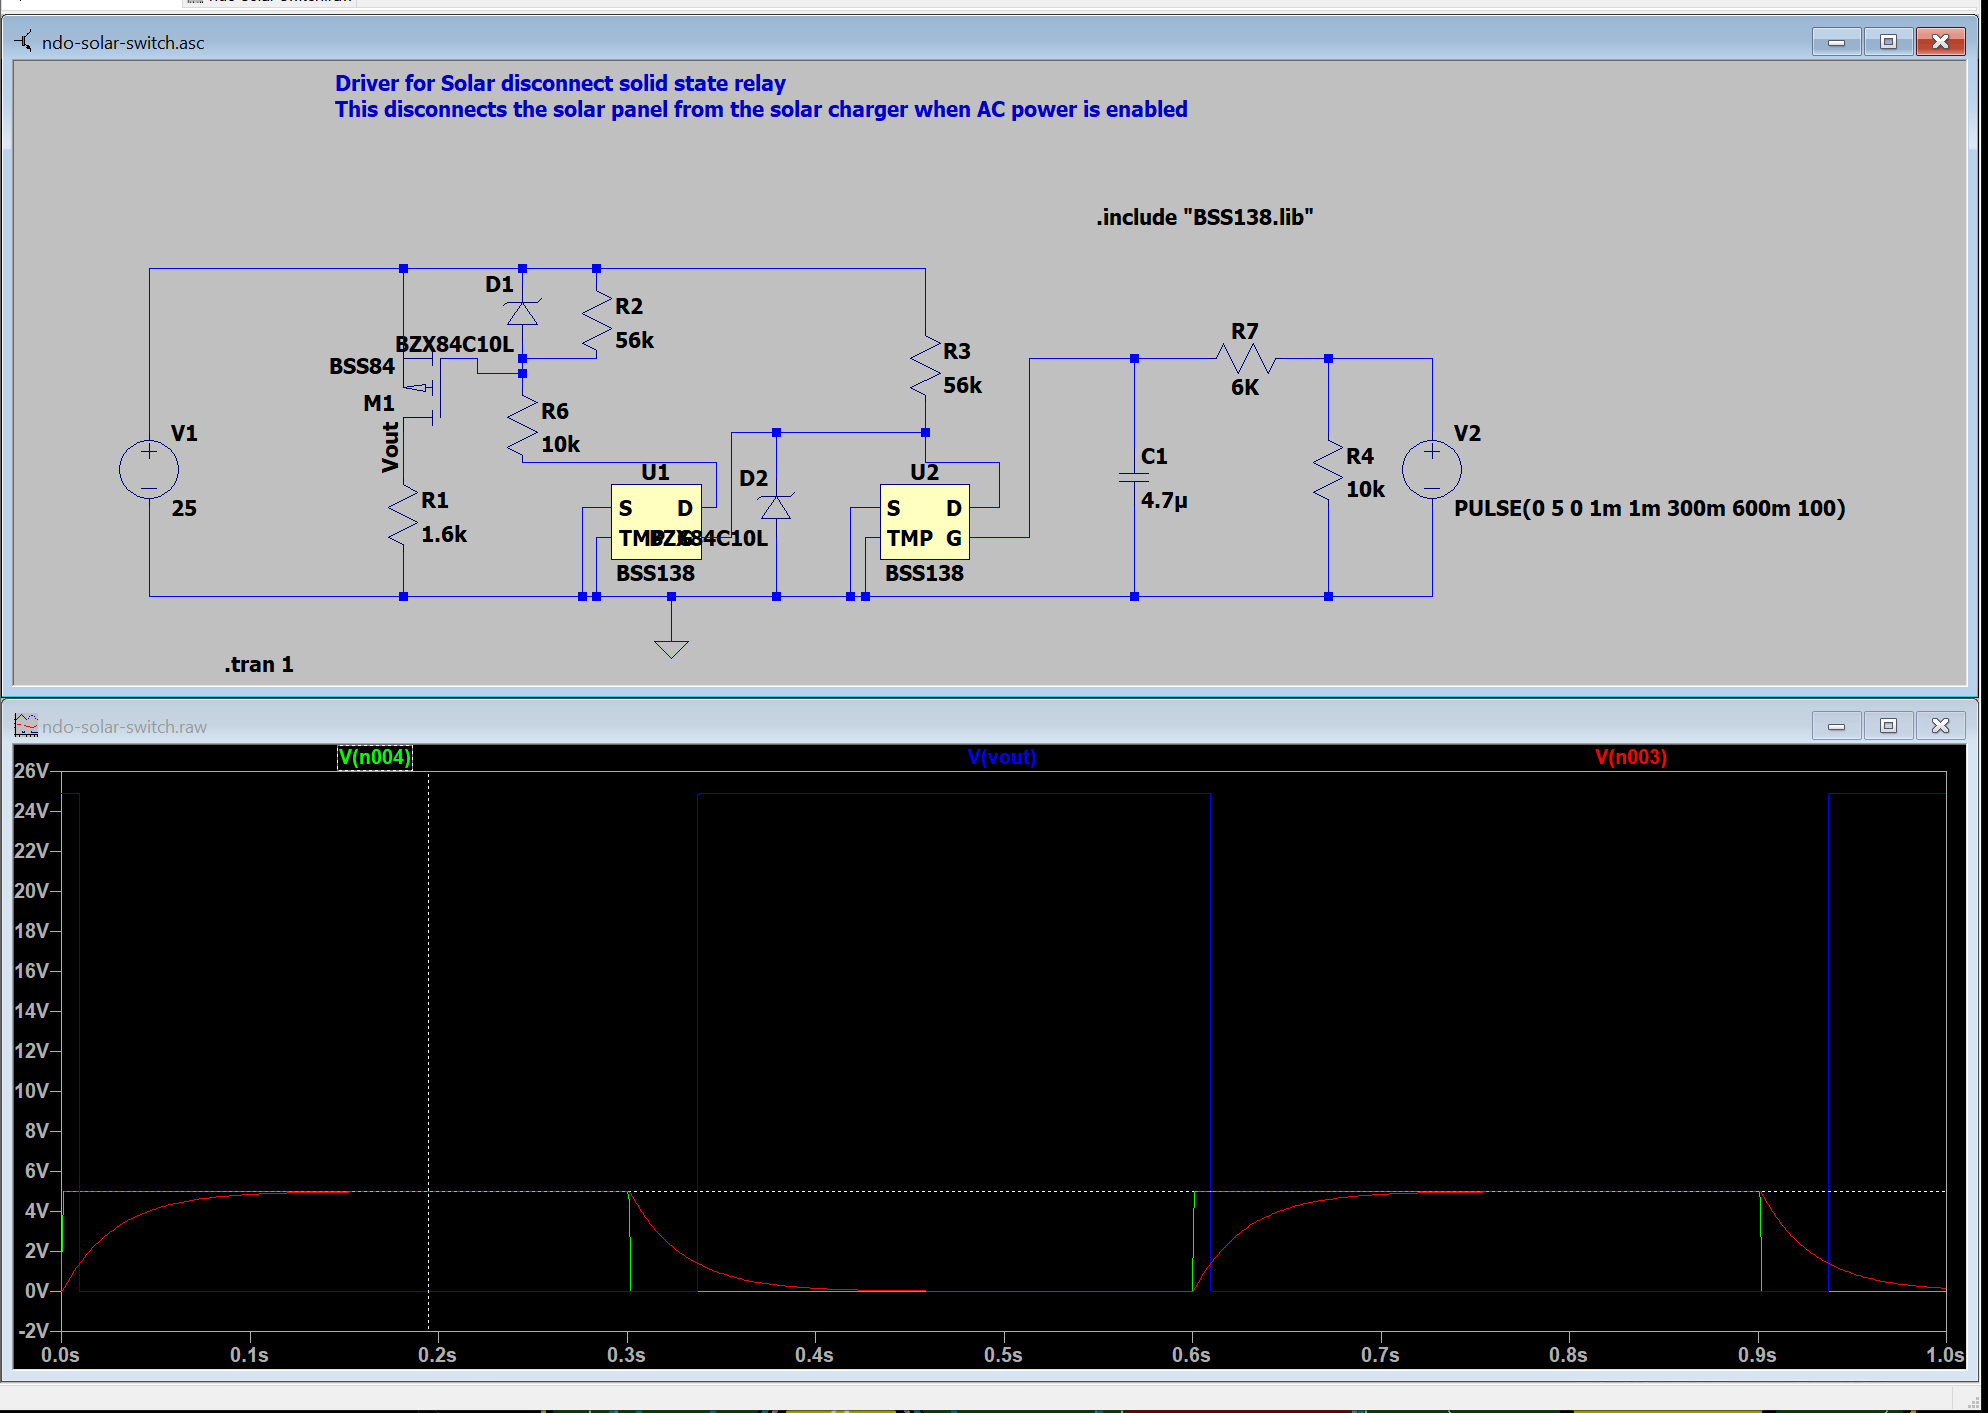 ndo-solar-switch.asc
Driver for Solar disconnect solid state relay
This disconnects the solar panel from the solar charger when AC power is enabled
.include "BSS138.lib"
D1
R2
BZX84C10L
56k
R7
BSS84
R3
6K
56k
M1
R6
V1
Vout
10k
V2
U1
D2
U2
C1
R4
25
R1
4.7µ
10k
1.6k
S D
S D
PULSE(0 5 0 1m 1m 300m 600m 100)
TMP G
BZX84C10L
TMP G
BSS138
BSS138
.tran 1
ndo-solar-switch.raw
V(n004) V(vout) V(n003)
26V
24V
22V
20V
18V
16V
14V
12V
10V
8V
6V
4V
2V
0V
-2V
0.0s 0.1s 0.2s 0.3s 0.4s 0.5s 0.6s 0.7s 0.8s 0.9s 1.0s